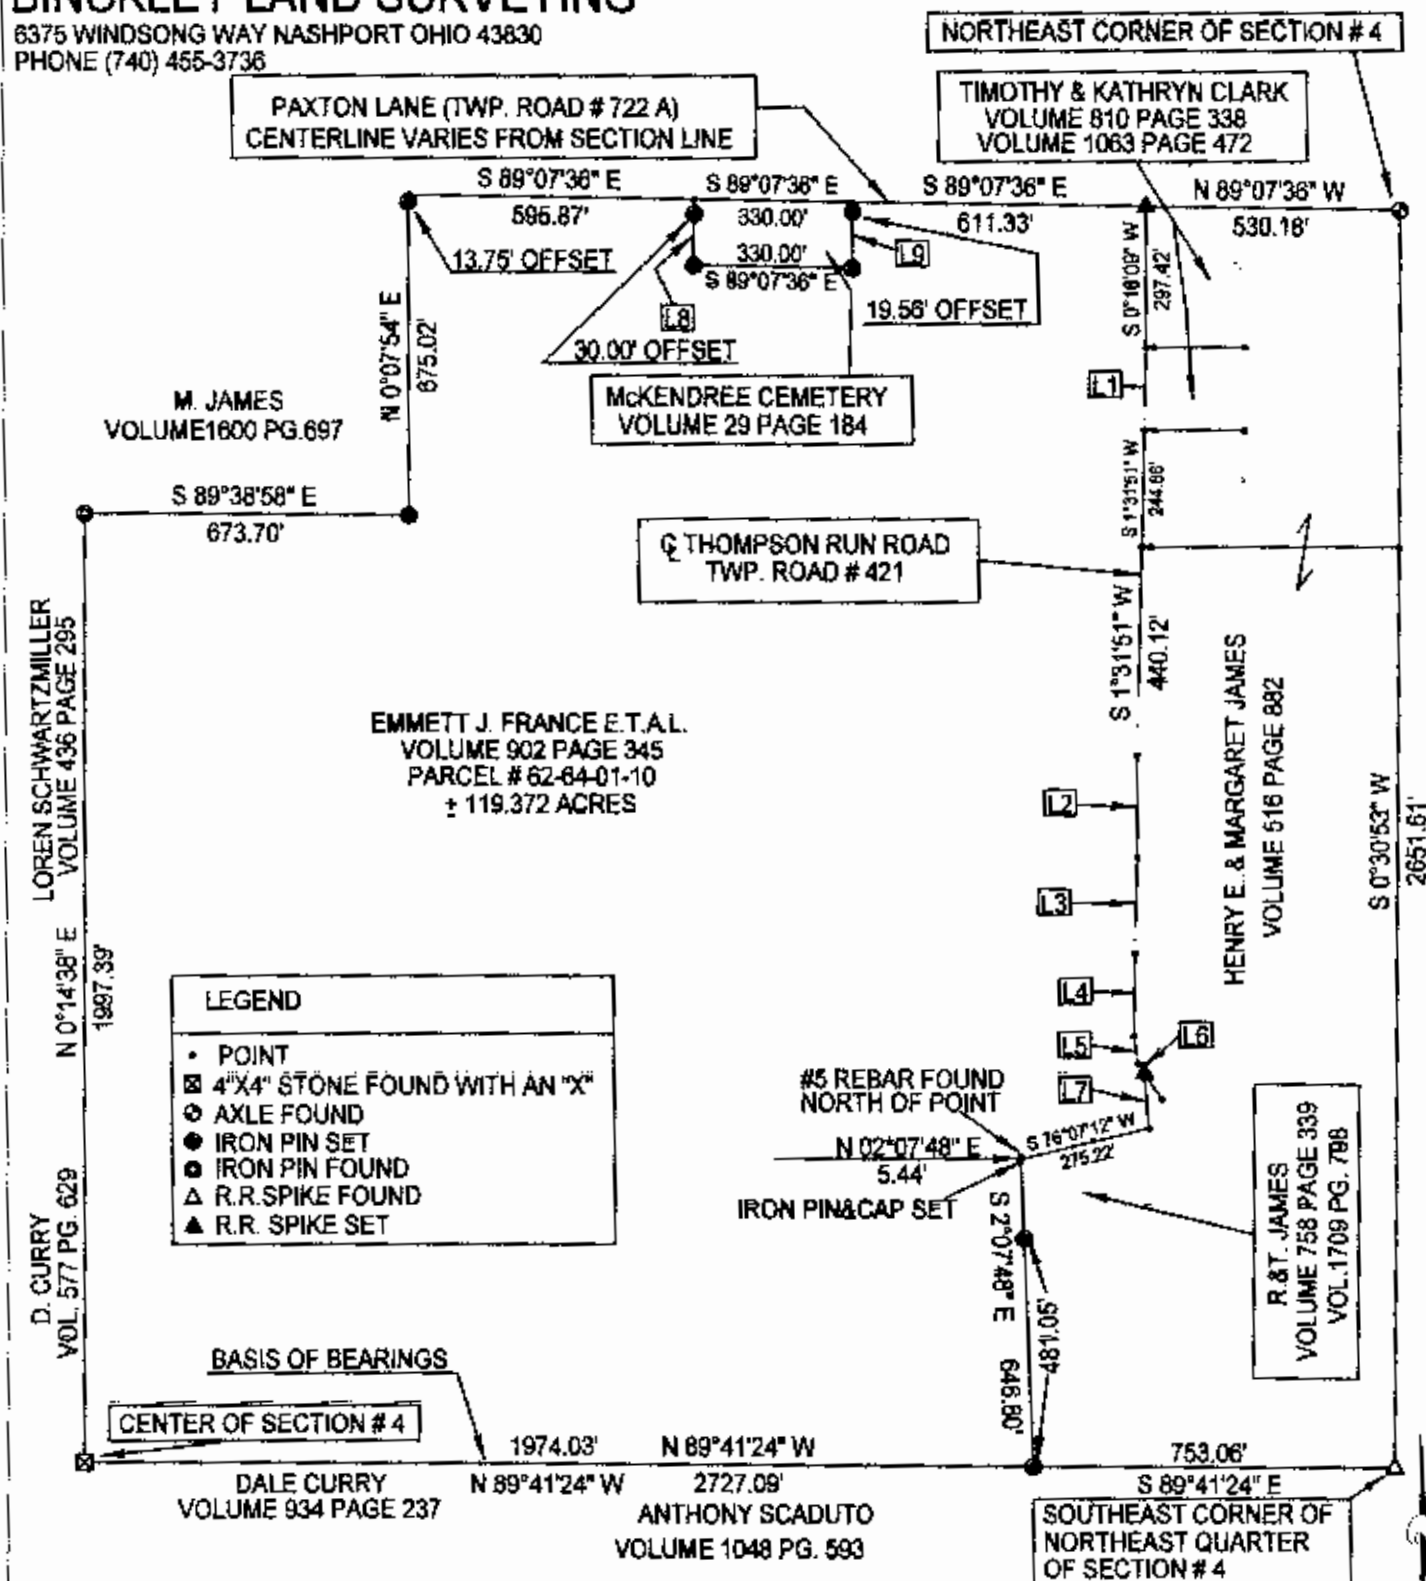 BINCKLEY LAND SURVEYING
6375 WINDSONG WAY NASHPORT OHIO 43830
PHONE (740) 455-3736
NORTHEAST CORNER OF SECTION # 4
PAXTON LANE (TWP. ROAD # 722 A)
CENTERLINE VARIES FROM SECTION LINE
TIMOTHY & KATHRYN CLARK
VOLUME 810 PAGE 338
VOLUME 1063 PAGE 472
S 89°07'36" E
595.87'
S 89°07'36" E
330.00'
S 89°07'36" E
611.33'
N 89°07'36" W
530.18'
13.75' OFFSET
330.00'
S 89°07'36" E
L9
L8
19.56' OFFSET
30.00' OFFSET
S 0°16'09" W
297.42'
N 0°07'54" E
675.02'
McKENDREE CEMETERY
VOLUME 29 PAGE 184
L1
M. JAMES
VOLUME1600 PG.697
S 1°31'51" W
244.66'
S 89°38'58" E
673.70'
₵ THOMPSON RUN ROAD
TWP. ROAD # 421
S 1°31'51" W
440.12'
LOREN SCHWARTZMILLER
VOLUME 436 PAGE 295
EMMETT J. FRANCE E.T.A.L.
VOLUME 902 PAGE 345
PARCEL # 62-64-01-10
± 119.372 ACRES
HENRY E. & MARGARET JAMES
VOLUME 516 PAGE 882
S 0°30'53" W
2651.61'
L2
L3
L4
L5
L6
L7
N 0°14'38" E
1997.39'
LEGEND
• POINT
4"X4" STONE FOUND WITH AN "X"
AXLE FOUND
IRON PIN SET
IRON PIN FOUND
△ R.R.SPIKE FOUND
▲ R.R. SPIKE SET
#5 REBAR FOUND
NORTH OF POINT
N 02°07'48" E
5.44'
S 76°07'12" W
275.22'
IRON PIN&CAP SET
S 2°07'48" E 646.80'
481.05'
R.&T. JAMES
VOLUME 758 PAGE 339
VOL.1709 PG. 798
D. CURRY
VOL. 577 PG. 629
BASIS OF BEARINGS
CENTER OF SECTION # 4
1974.03' N 89°41'24" W
N 89°41'24" W 2727.09'
753.06'
S 89°41'24" E
DALE CURRY
VOLUME 934 PAGE 237
ANTHONY SCADUTO
VOLUME 1048 PG. 593
SOUTHEAST CORNER OF
NORTHEAST QUARTER
OF SECTION # 4